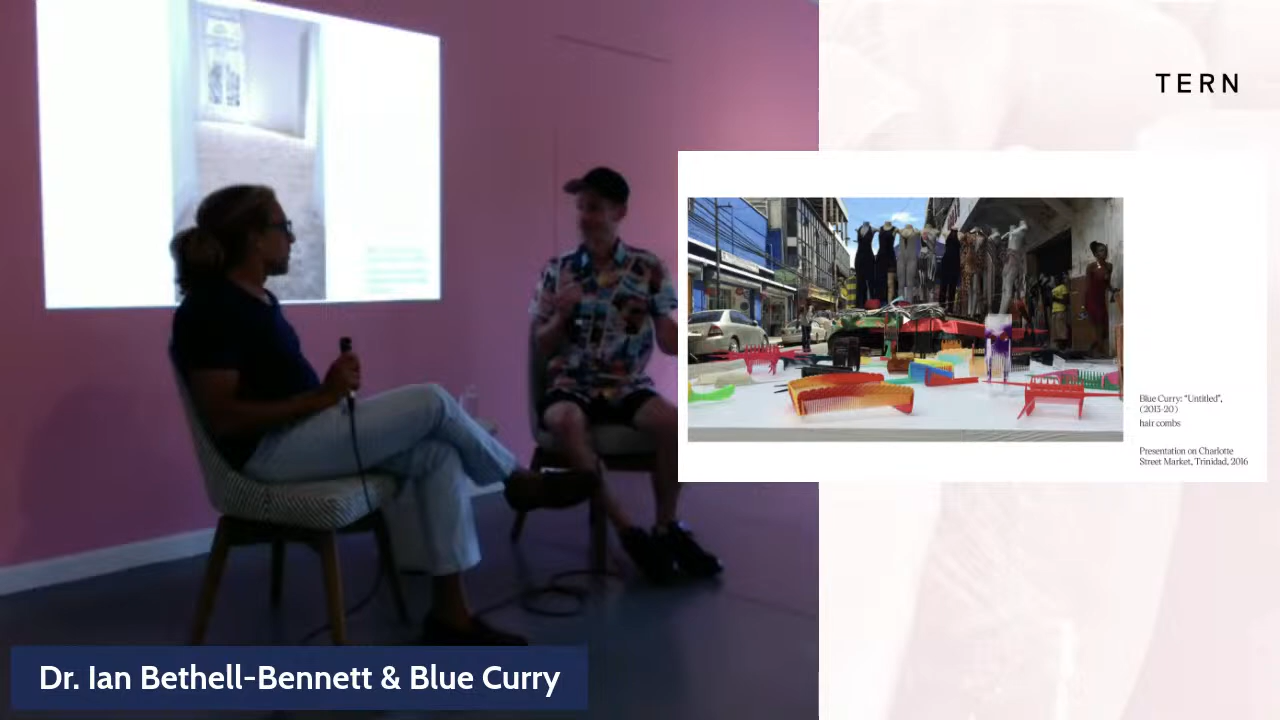 TERN
Blue Curry: "Untitled",
(2013-20)
hair combs
Presentation on Charlotte
Street Market, Trinidad, 2016
Dr. Ian Bethell-Bennett & Blue Curry